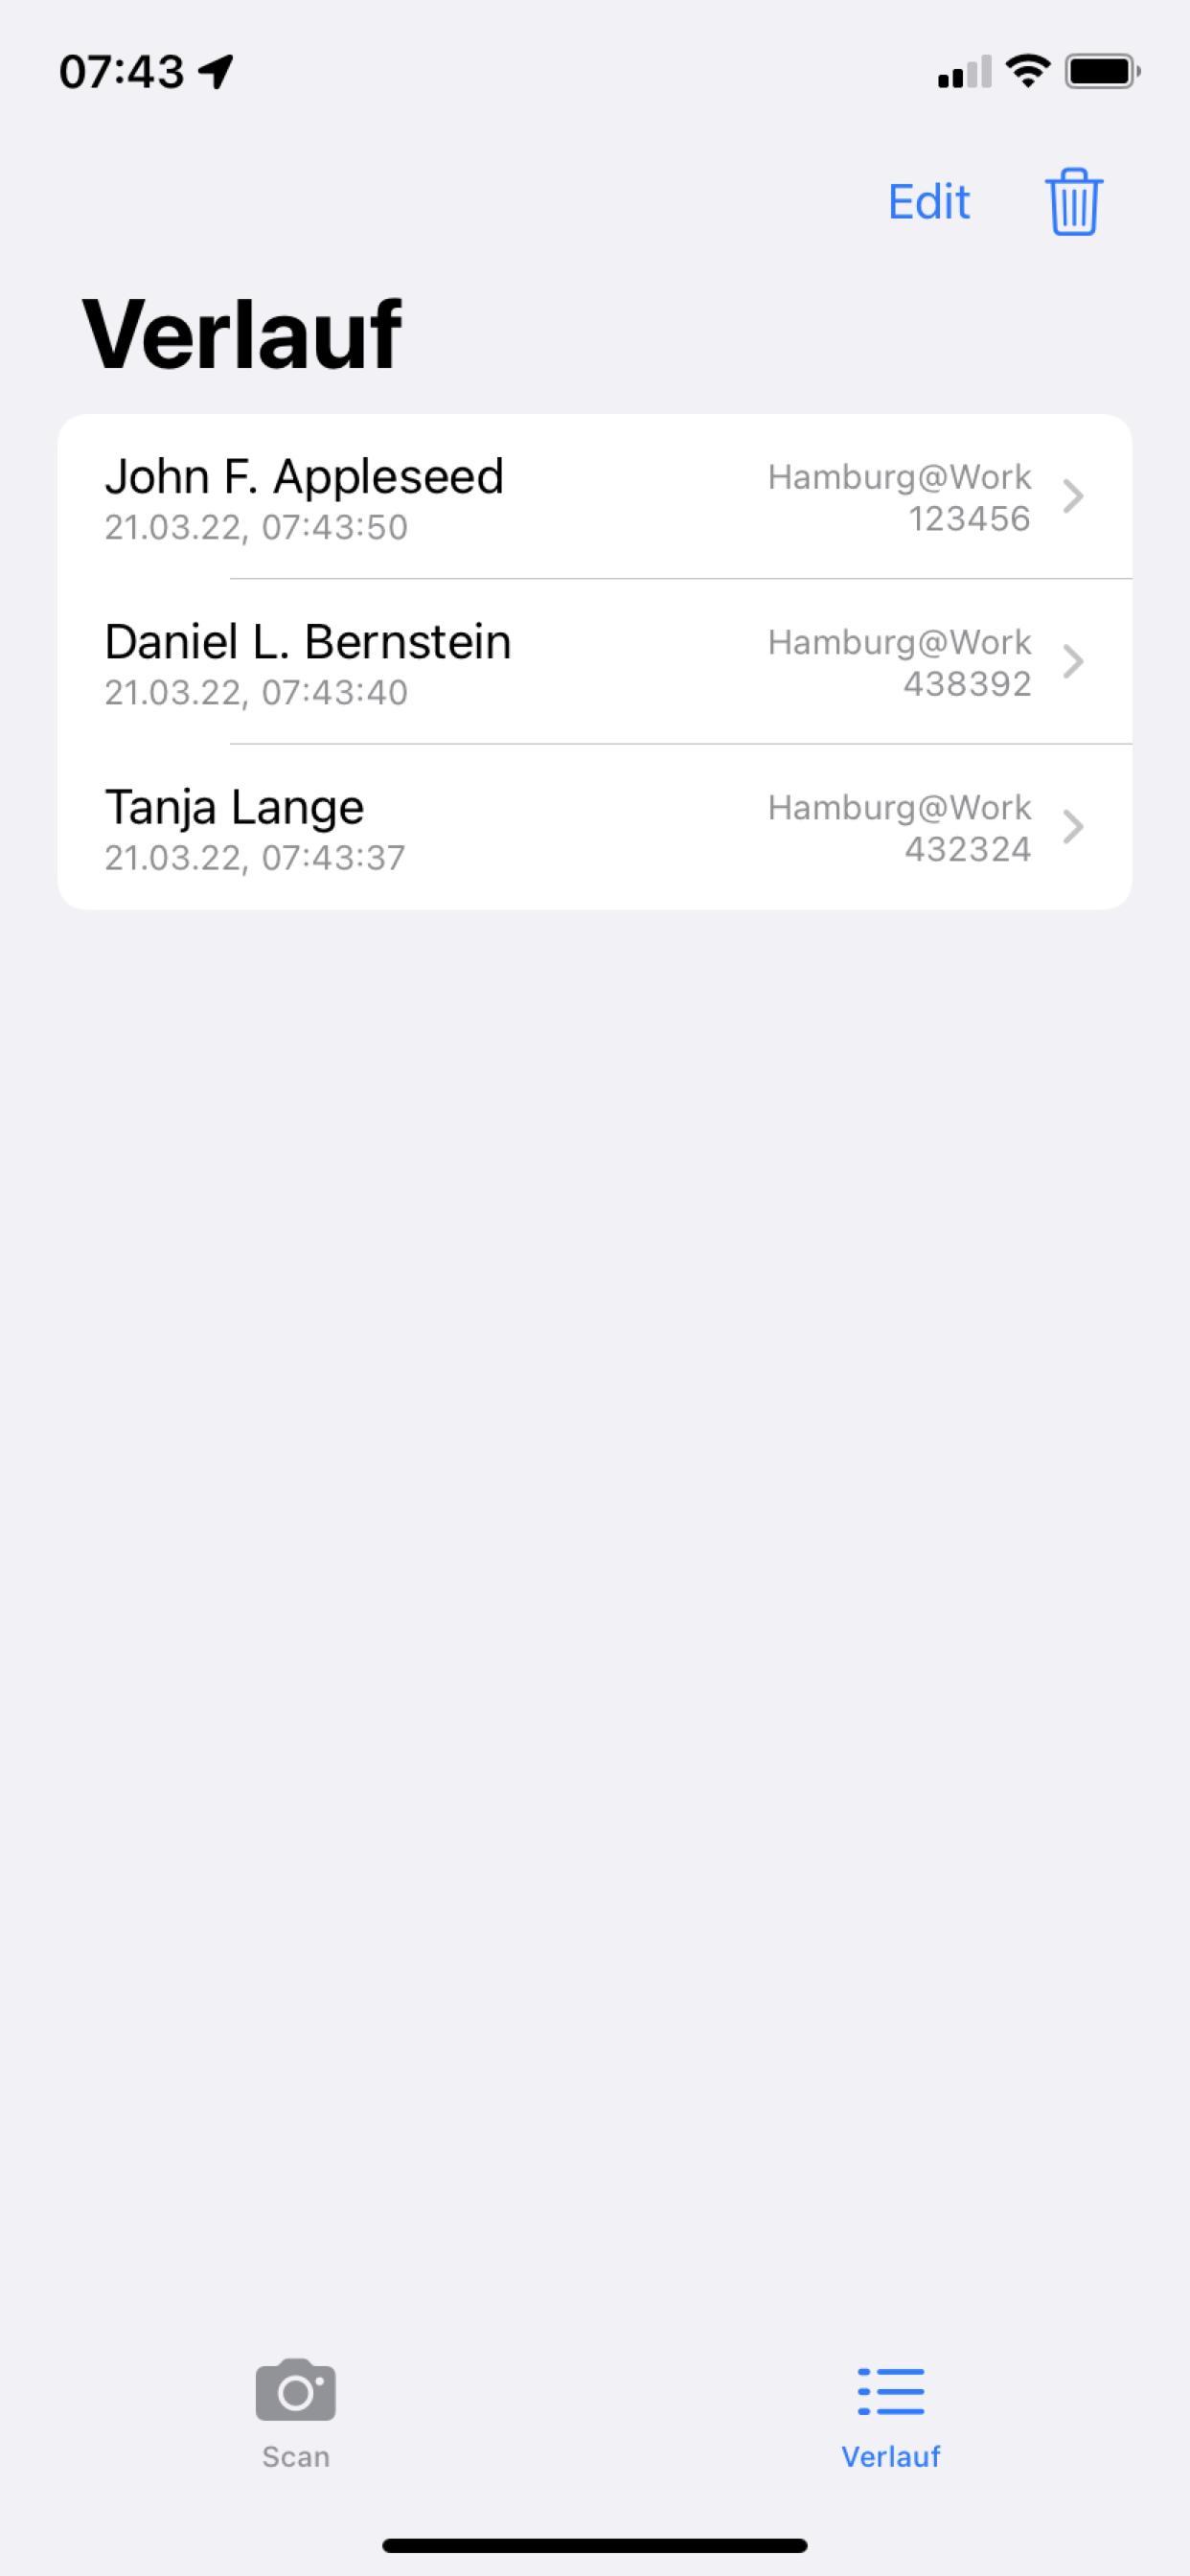 07:43
Edit
Verlauf
John F. Appleseed
21.03.22, 07:43:50
Hamburg@Work
123456
Daniel L. Bernstein
21.03.22, 07:43:40
Hamburg@Work
438392
Tanja Lange
21.03.22, 07:43:37
Hamburg@Work
432324
Scan
Verlauf